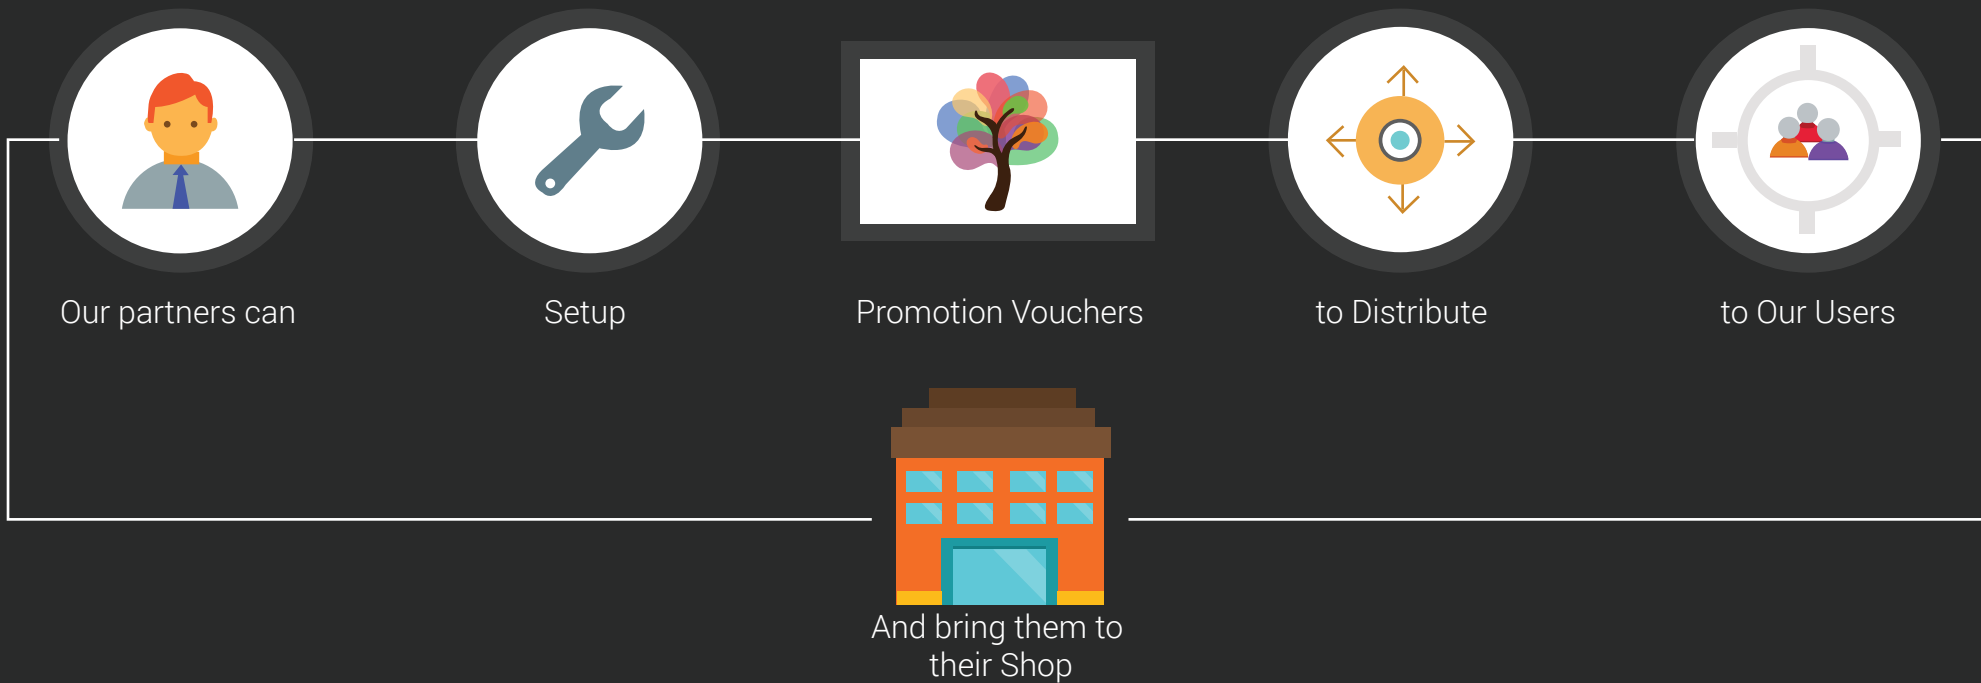 Our partners can
Setup
Promotion Vouchers
to Distribute
to Our Users
And bring them to
their Shop